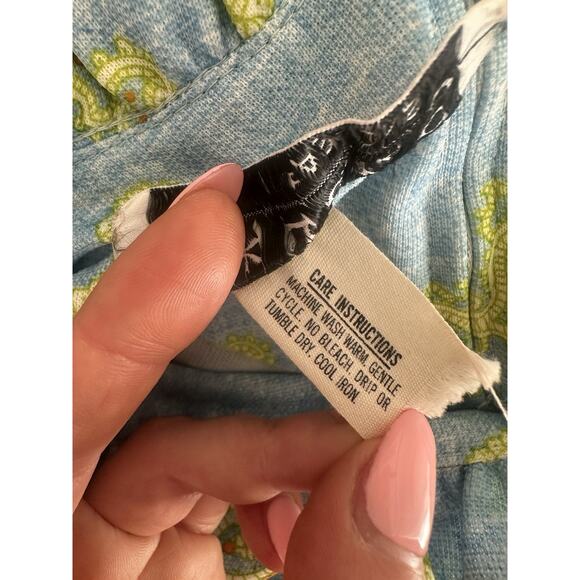 CARE INSTRUCTIONS
MACHINE WASH WARM, GENTLE
CYCLE. NO BLEACH, DRIP OR
TUMBLE DRY, COOL IRON.